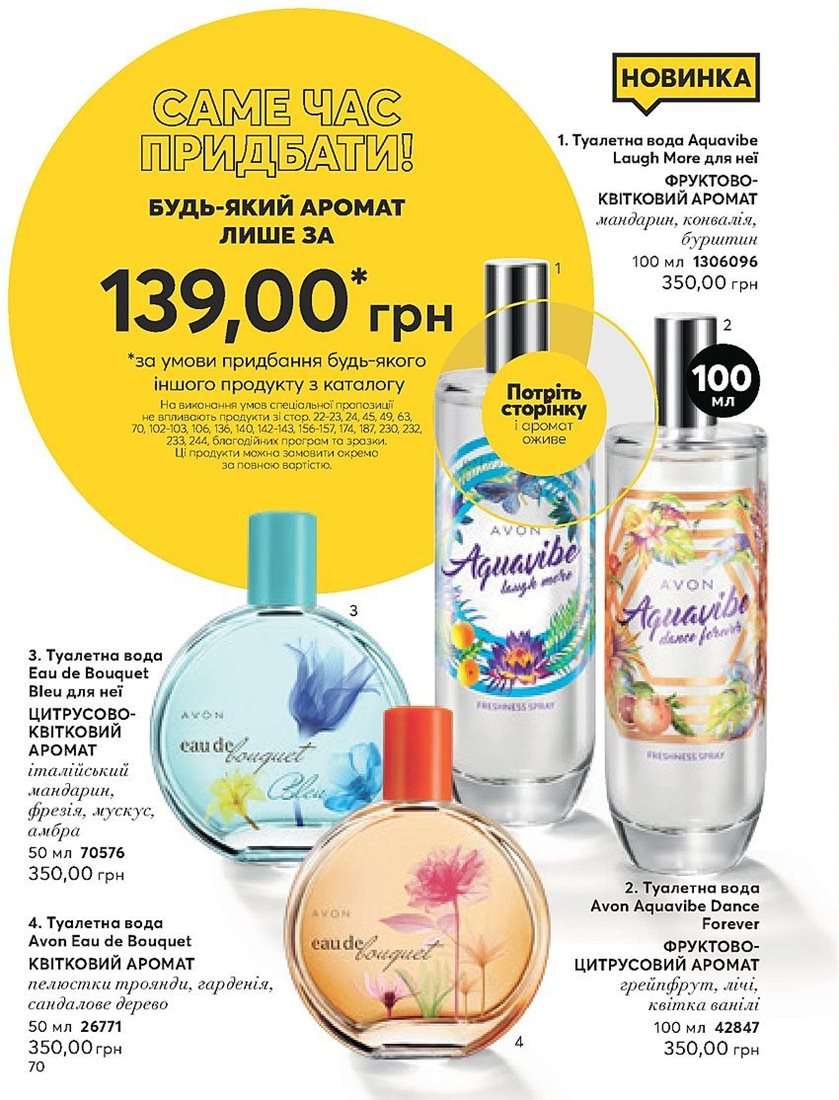 САМЕ ЧАС
ПРИДБАТИ!
БУДЬ-ЯКИЙ АРОМАТ
ЛИШЕ ЗА
139,00* грн
*за умови придбання будь-якого
іншого продукту з каталогу
На виконання умов спеціальної пропозиції
не впливають продукти зі стор. 22-23, 24, 45, 49, 63,
70, 102-103, 106, 136, 140, 142-143, 156-157, 174, 187, 230, 232,
233, 244, благодійних програм та зразки.
Ці продукти можна замовити окремо
за повною вартістю.
НОВИНКА
1. Туалетна вода Aquavibe
Laugh More для неї
ФРУКТОВО-
КВІТКОВИЙ АРОМАТ
мандарин, конвалія,
бурштин
100 мл 1306096
350,00 грн
1
2
100
МЛ
Потріть
сторінку
і аромат
оживе
AVON
Aquavibe
laugh more
FRESHNESS SPRAY
AVON
Aquavibe
dance forever
FRESHNESS SPRAY
3
3. Туалетна вода
Eau de Bouquet
Bleu для неї
ЦИТРУСОВО-
КВІТКОВИЙ
АРОМАТ
італійський
мандарин,
фрезія, мускус,
амбра
50 мл 70576
350,00 грн
AVON
eau de bouquet
Bleu
4. Туалетна вода
Avon Eau de Bouquet
КВІТКОВИЙ АРОМАТ
пелюстки троянди, гарденія,
сандалове дерево
50 мл 26771
350,00 грн
AVON
eau de bouquet
4
2. Туалетна вода
Avon Aquavibe Dance
Forever
ФРУКТОВО-
ЦИТРУСОВИЙ АРОМАТ
грейпфрут, лічі,
квітка ванілі
100 мл 42847
350,00 грн
70